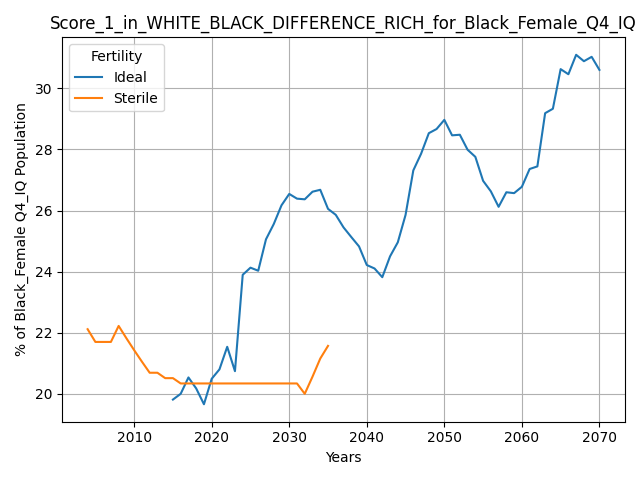 Score_1_in_WHITE_BLACK_DIFFERENCE_RICH_for_Black_Female_Q4_IQ
Fertility
Ideal
Sterile
% of Black_Female Q4_IQ Population
30
28
26
24
22
20
2010 2020 2030 2040 2050 2060 2070
Years